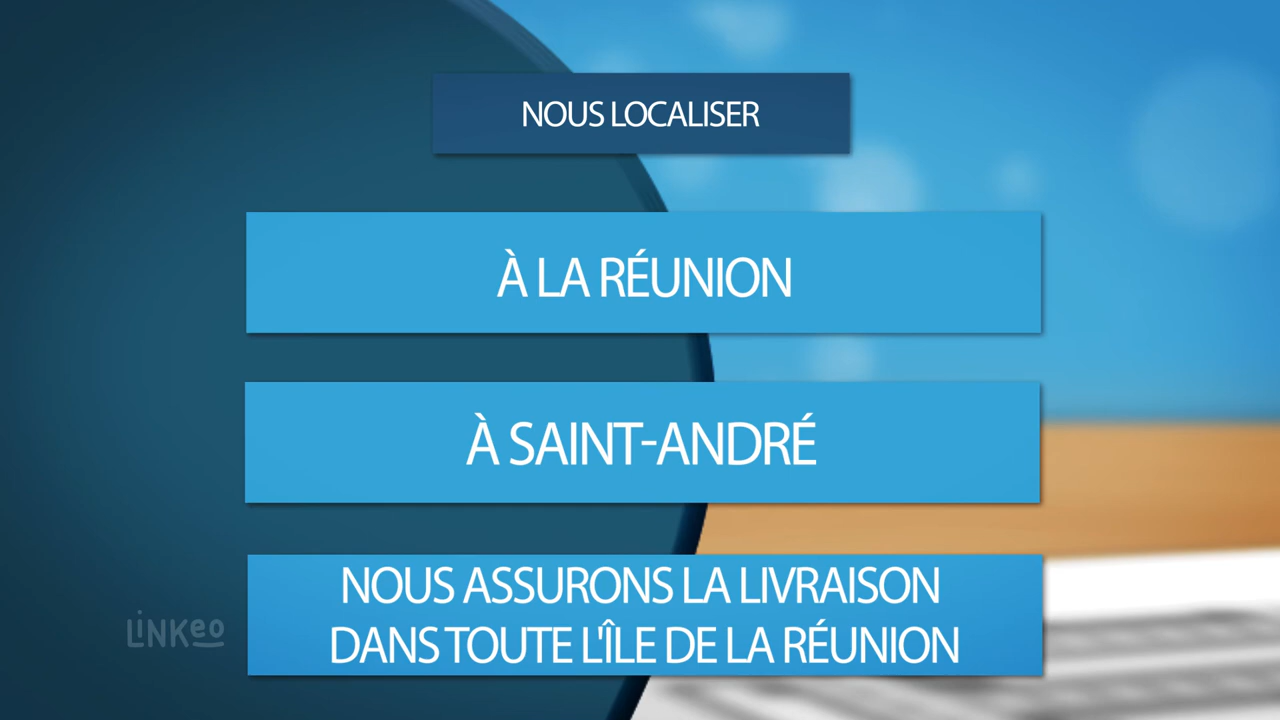 NOUS LOCALISER
À LA RÉUNION
À SAINT-ANDRÉ
NOUS ASSURONS LA LIVRAISON
DANS TOUTE L'ÎLE DE LA RÉUNION
LiNKeo